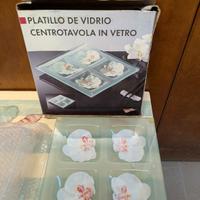 PLATILLO DE VIDRIO
CENTROTAVOLA IN VETRO